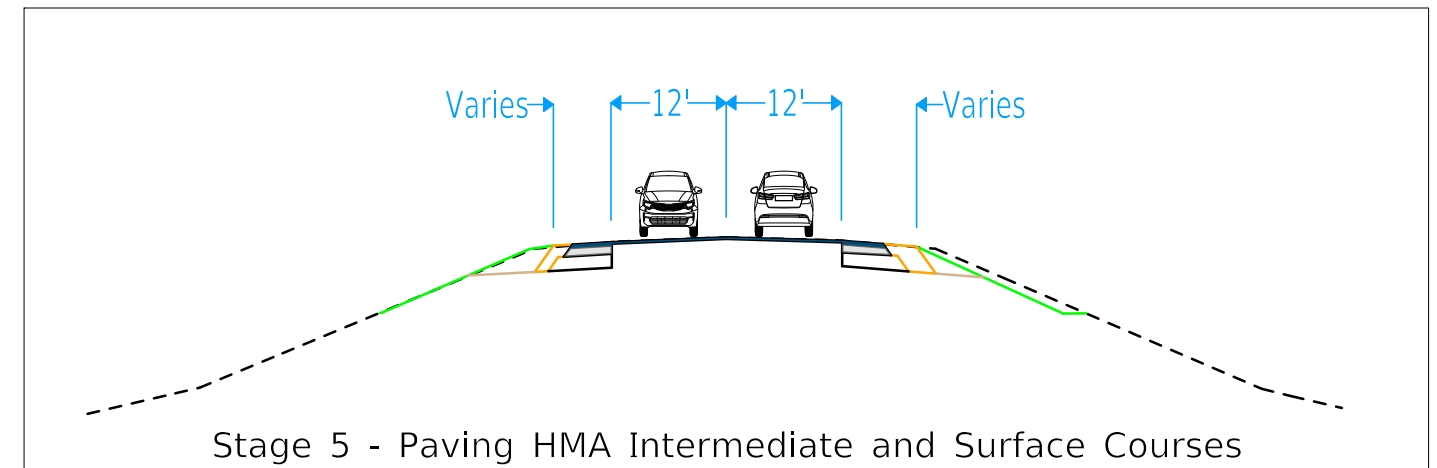 Varies 12' 12' Varies
Stage 5 - Paving HMA Intermediate and Surface Courses